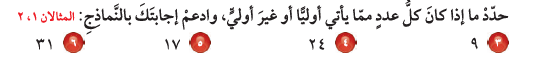 حدّدْ ما إذا كانَ كلُّ عددٍ ممّا يأتي أوليًّا أو غيرَ أوليٍّ، وادعمْ إجابتَكَ بالنَّماذجِ: المثالان ١، ٢
٣ ٩ ٤ ٢٤ ٥ ١٧ ٦ ٣١